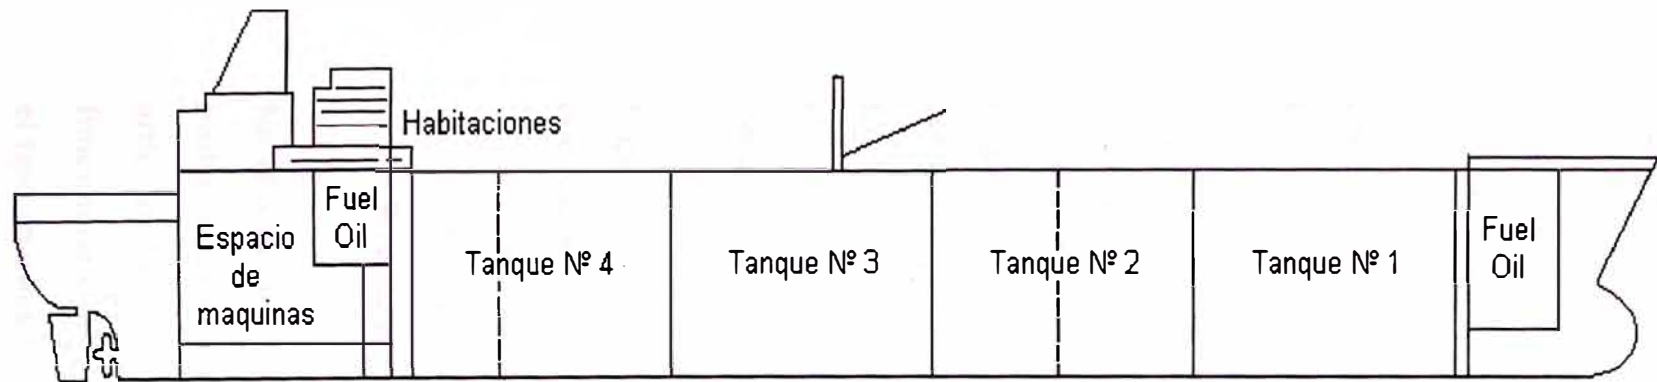 Habitaciones
Fuel
Oil
Espacio
de
maquinas
Tanque Nº 4
Tanque Nº 3
Tanque Nº 2
Tanque Nº 1
Fuel
Oil